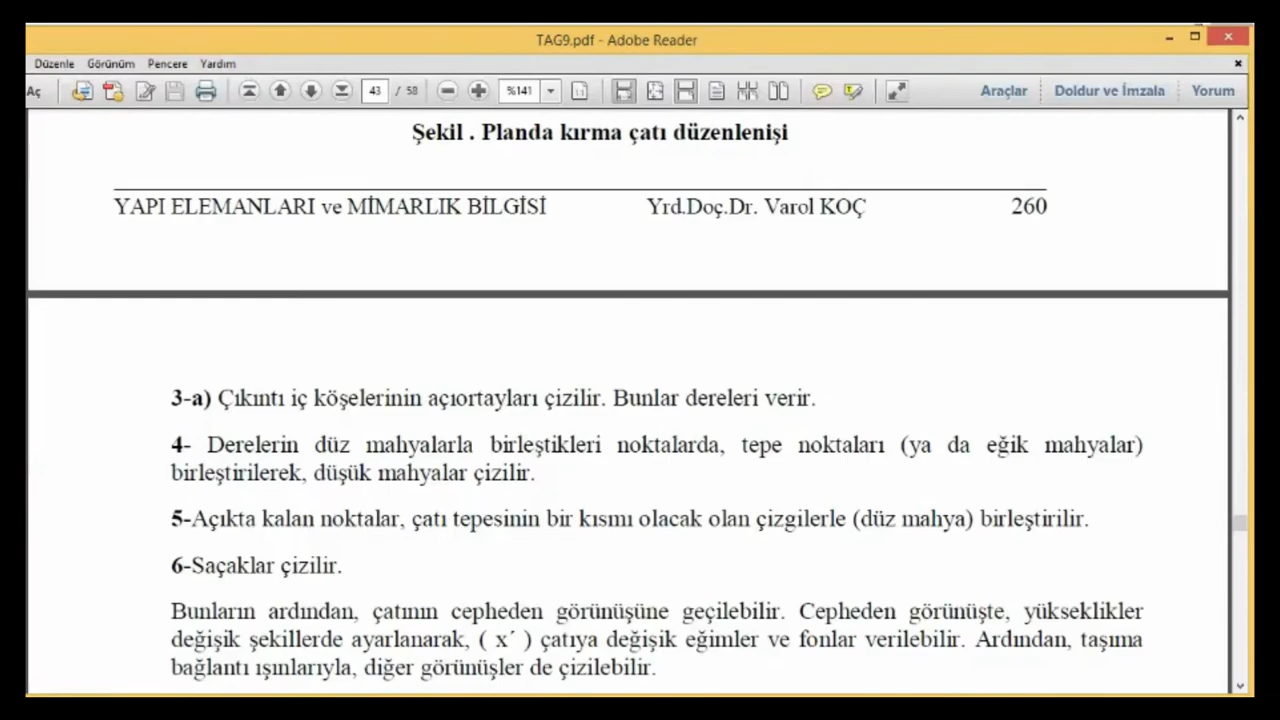 TAG9.pdf - Adobe Reader
Düzenle Görünüm Pencere Yardım
Aç 43 / 58 %141 Araçlar Doldur ve İmzala Yorum
Şekil . Planda kırma çatı düzenlenişi
YAPI ELEMANLARI ve MİMARLIK BİLGİSİ Yrd.Doç.Dr. Varol KOÇ 260
3-a) Çıkıntı iç köşelerinin açıortayları çizilir. Bunlar dereleri verir.
4- Derelerin düz mahyalarla birleştikleri noktalarda, tepe noktaları (ya da eğik mahyalar)
birleştirilerek, düşük mahyalar çizilir.
5-Açıkta kalan noktalar, çatı tepesinin bir kısmı olacak olan çizgilerle (düz mahya) birleştirilir.
6-Saçaklar çizilir.
Bunların ardından, çatının cepheden görünüşüne geçilebilir. Cepheden görünüşte, yükseklikler
değişik şekillerde ayarlanarak, ( x´ ) çatıya değişik eğimler ve fonlar verilebilir. Ardından, taşıma
bağlantı ışınlarıyla, diğer görünüşler de çizilebilir.